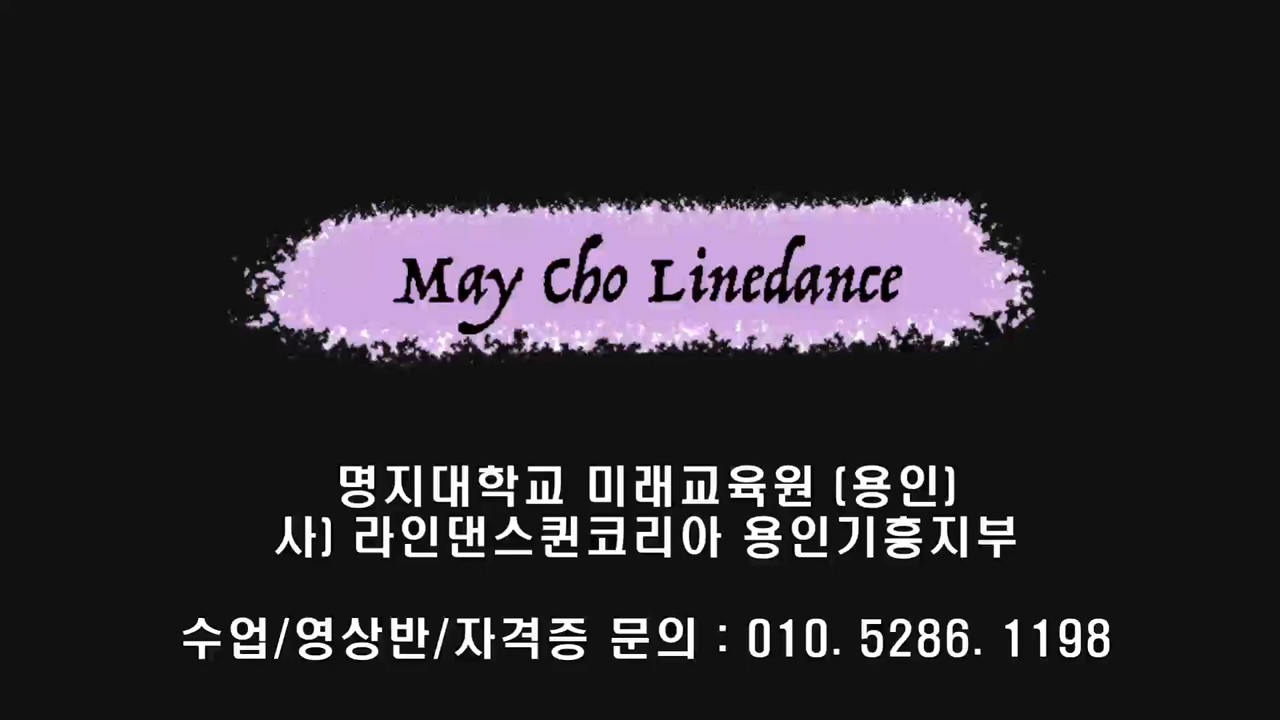 May Cho Linedance
명지대학교 미래교육원 (용인)
사) 라인댄스퀸코리아 용인기흥지부
수업/영상반/자격증 문의 : 010. 5286. 1198